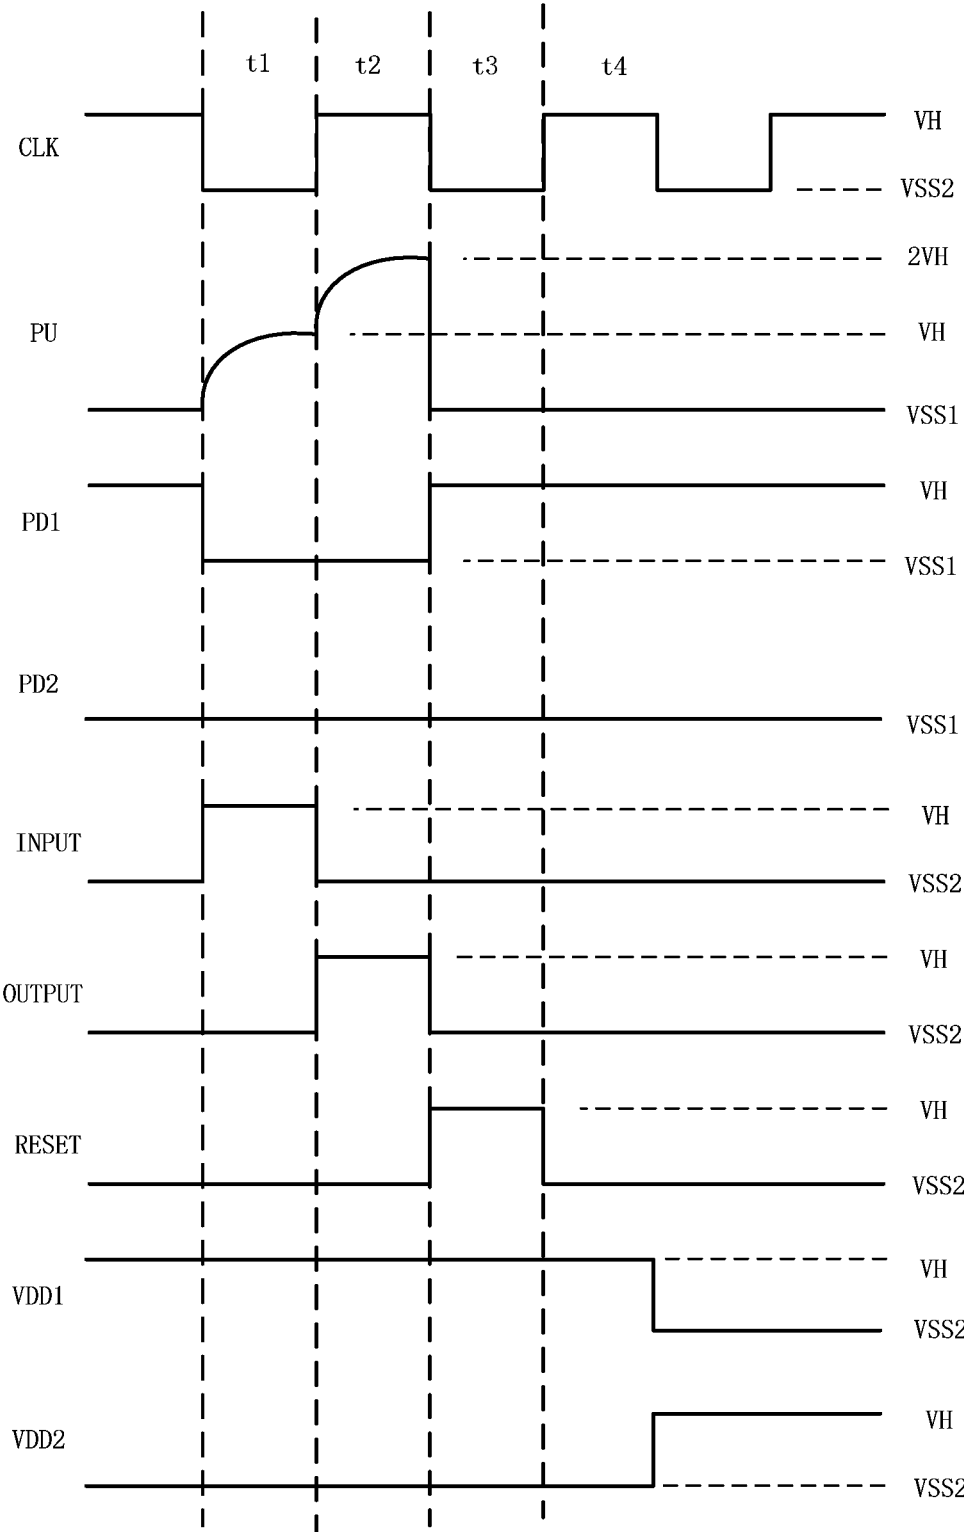 t1 t2 t3 t4
CLK
VH
VSS2
PU
2VH
VH
VSS1
PD1
VH
VSS1
PD2
VSS1
INPUT
VH
VSS2
OUTPUT
VH
VSS2
RESET
VH
VSS2
VDD1
VH
VSS2
VDD2
VH
VSS2